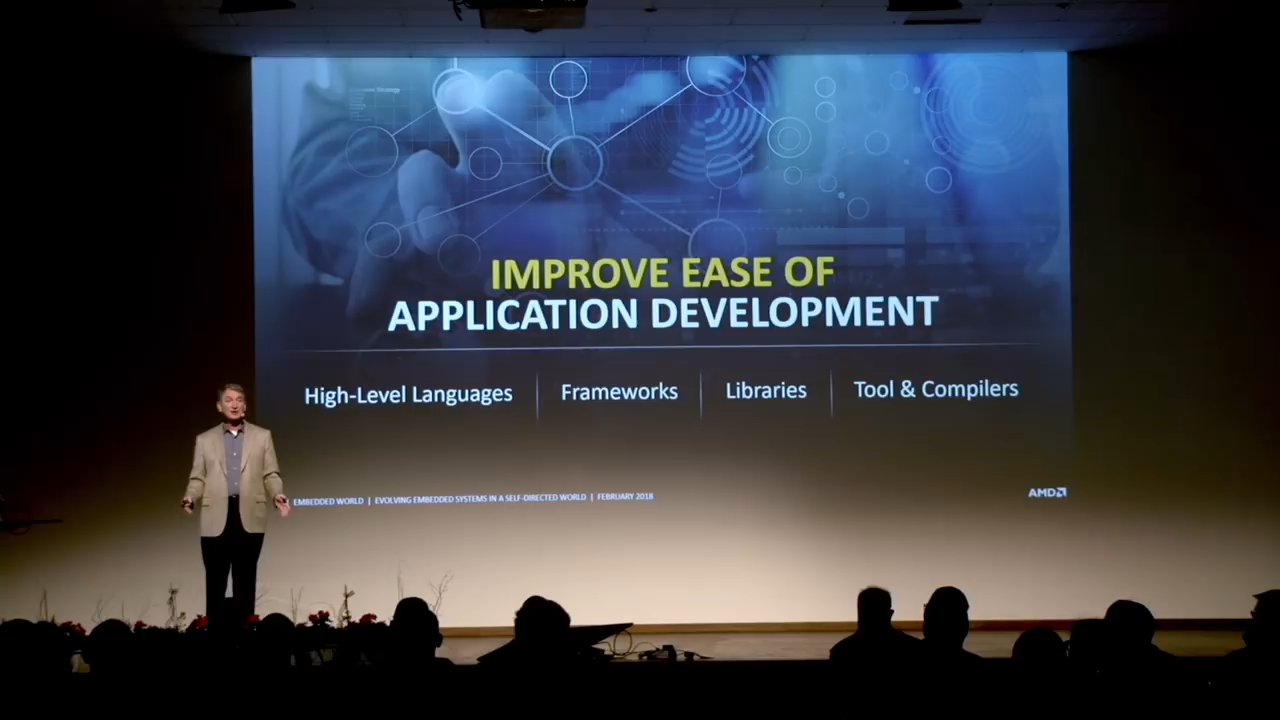 IMPROVE EASE OF
APPLICATION DEVELOPMENT
High-Level Languages | Frameworks | Libraries | Tool & Compilers
EMBEDDED WORLD | EVOLVING EMBEDDED SYSTEMS IN A SELF-DIRECTED WORLD | FEBRUARY 2018
AMD